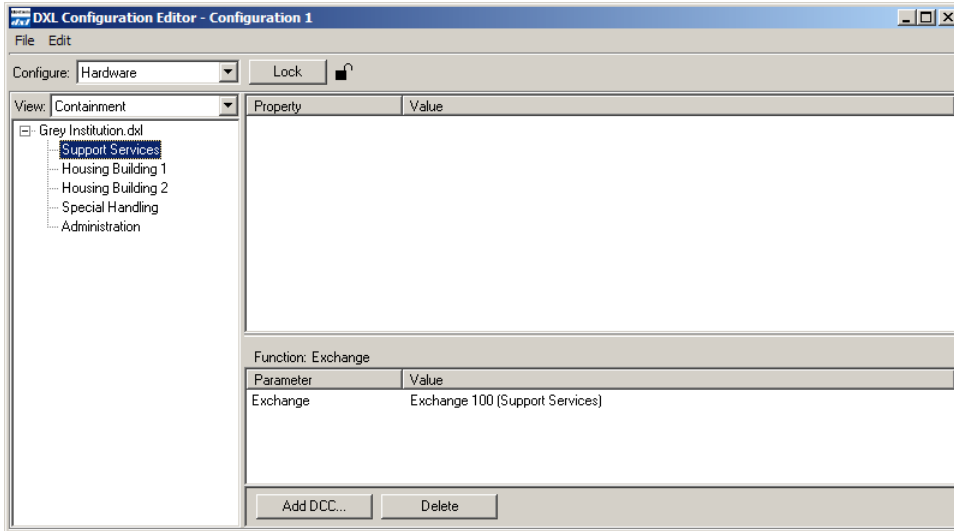 DXL Configuration Editor - Configuration 1
File Edit
Configure: Hardware Lock
View: Containment
Property Value
Grey Institution.dxl
Support Services
Housing Building 1
Housing Building 2
Special Handling
Administration
Function: Exchange
Parameter Value
Exchange Exchange 100 (Support Services)
Add DCC... Delete